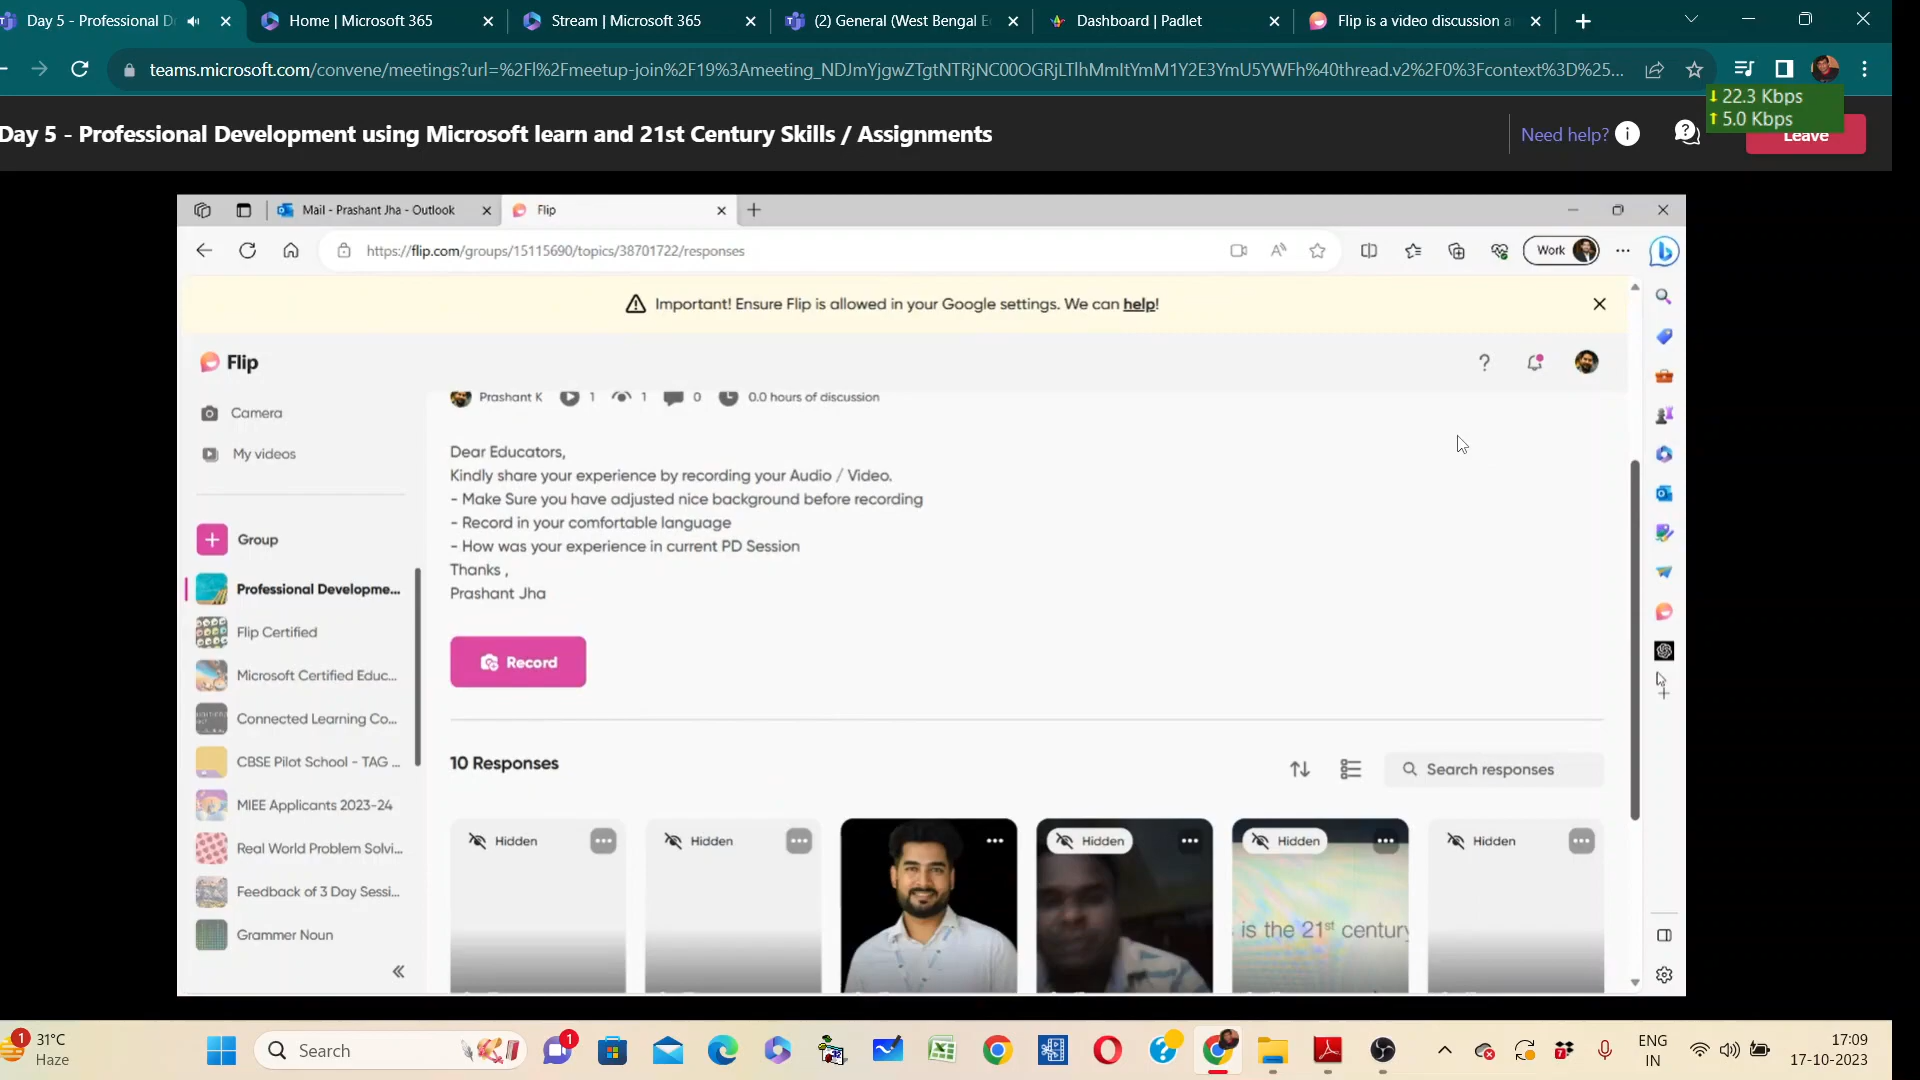 Day 5 - Professional D
Home | Microsoft 365
Stream | Microsoft 365
(2) General (West Bengal E
Dashboard | Padlet
Flip is a video discussion a
teams.microsoft.com/convene/meetings?url=%2Fl%2Fmeetup-join%2F19%3Ameeting_NDJmYjgwZTgtNTRjNC00OGRjLTlhMmItYmM1Y2E3YmU5YWFh%40thread.v2%2F0%3Fcontext%3D%25...
22.3 Kbps
5.0 Kbps
Day 5 - Professional Development using Microsoft learn and 21st Century Skills / Assignments
Need help?
Leave
Mail - Prashant Jha - Outlook
Flip
https://flip.com/groups/15115690/topics/38701722/responses
Work
Important! Ensure Flip is allowed in your Google settings. We can help!
Flip
Camera
My videos
Group
Professional Developme...
Flip Certified
Microsoft Certified Educ...
Connected Learning Co...
CBSE Pilot School - TAG ...
MIEE Applicants 2023-24
Real World Problem Solvi...
Feedback of 3 Day Sessi...
Grammer Noun
Prashant K 1 1 0 0.0 hours of discussion
Dear Educators,
Kindly share your experience by recording your Audio / Video.
- Make Sure you have adjusted nice background before recording
- Record in your comfortable language
- How was your experience in current PD Session
Thanks ,
Prashant Jha
Record
10 Responses
Search responses
Hidden
Hidden
Hidden
Hidden
Hidden
is the 21st century
1
31°C
Haze
Search
1
7
ENG
IN
17:09
17-10-2023